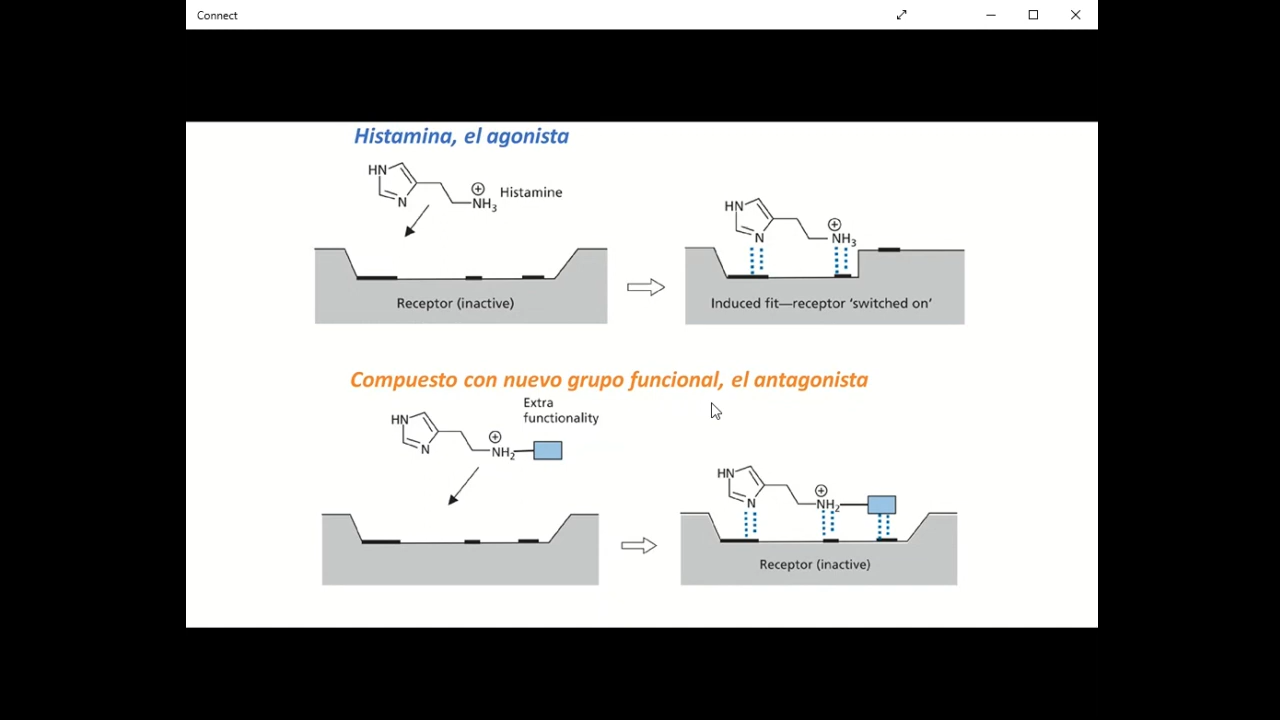 Connect
Histamina, el agonista
HN
N
⊕
NH3
Histamine
HN
N
⊕
NH3
Receptor (inactive)
Induced fit—receptor ‘switched on’
Compuesto con nuevo grupo funcional, el antagonista
Extra
functionality
HN
N
⊕
NH2
HN
N
⊕
NH2
Receptor (inactive)